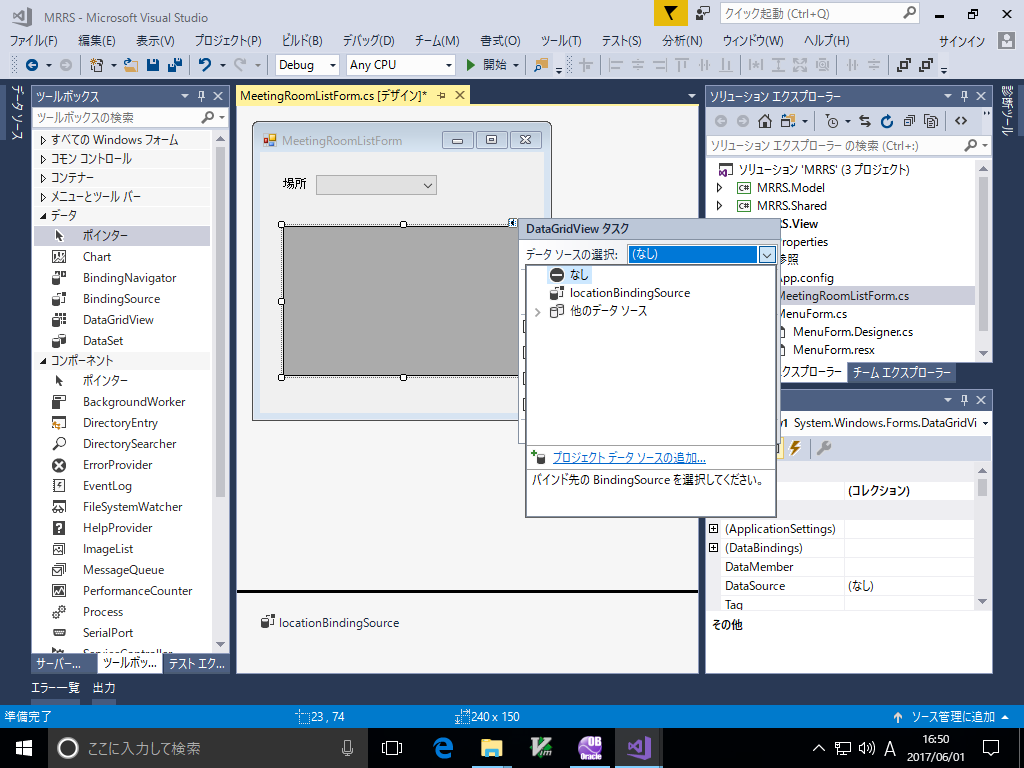 MRRS - Microsoft Visual Studio
クイック起動 (Ctrl+Q)
ファイル(F) 編集(E) 表示(V) プロジェクト(P) ビルド(B) デバッグ(D) チーム(M) 書式(O) ツール(T) テスト(S) 分析(N) ウィンドウ(W) ヘルプ(H) サインイン
Debug Any CPU 開始
データ ソース
ツールボックス
ツールボックスの検索
すべての Windows フォーム
コモン コントロール
コンテナー
メニューとツール バー
データ
ポインター
Chart
BindingNavigator
BindingSource
DataGridView
DataSet
コンポーネント
ポインター
BackgroundWorker
DirectoryEntry
DirectorySearcher
ErrorProvider
EventLog
FileSystemWatcher
HelpProvider
ImageList
MessageQueue
PerformanceCounter
Process
SerialPort
サーバー... ツールボッ... テスト エク...
MeetingRoomListForm.cs [デザイン]*
MeetingRoomListForm
場所
DataGridView タスク
データ ソースの選択: (なし)
なし
locationBindingSource
他のデータ ソース
プロジェクト データ ソースの追加...
バインド先の BindingSource を選択してください。
locationBindingSource
ソリューション エクスプローラー
ソリューション エクスプローラー の検索 (Ctrl+:)
ソリューション 'MRRS' (3 プロジェクト)
MRRS.Model
MRRS.Shared
S.View
operties
参照
pp.config
MeetingRoomListForm.cs
MenuForm.cs
MenuForm.Designer.cs
MenuForm.resx
クスプローラー チーム エクスプローラー
診断ツール
System.Windows.Forms.DataGridVi
(コレクション)
(ApplicationSettings)
(DataBindings)
DataMember
DataSource (なし)
Tag
その他
エラー一覧 出力
準備完了 23 , 74 240 x 150 ソース管理に追加
ここに入力して検索
OB
Oracle
A
16:50
2017/06/01